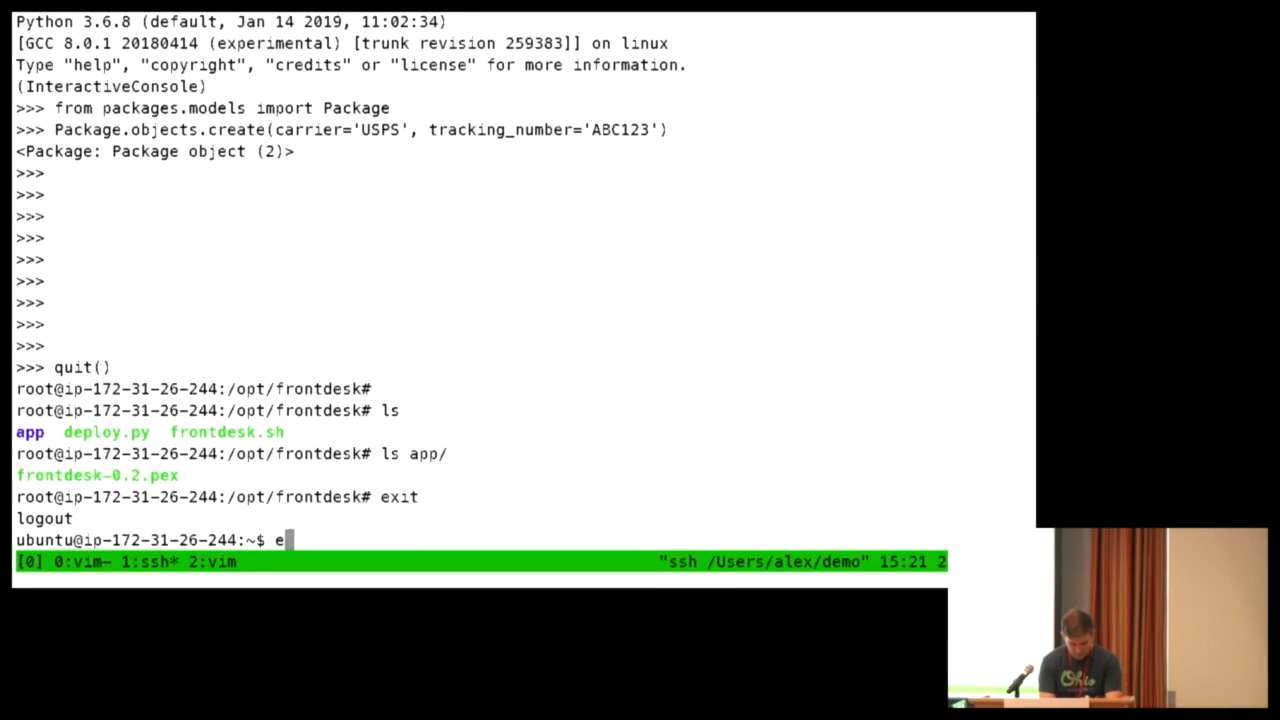 Python 3.6.8 (default, Jan 14 2019, 11:02:34)
[GCC 8.0.1 20180414 (experimental) [trunk revision 259383]] on linux
Type "help", "copyright", "credits" or "license" for more information.
(InteractiveConsole)
>>> from packages.models import Package
>>> Package.objects.create(carrier='USPS', tracking_number='ABC123')
<Package: Package object (2)>
>>>
>>>
>>>
>>>
>>>
>>>
>>>
>>>
>>>
>>> quit()
root@ip-172-31-26-244:/opt/frontdesk#
root@ip-172-31-26-244:/opt/frontdesk# ls
app  deploy.py  frontdesk.sh
root@ip-172-31-26-244:/opt/frontdesk# ls app/
frontdesk-0.2.pex
root@ip-172-31-26-244:/opt/frontdesk# exit
logout
ubuntu@ip-172-31-26-244:~$ e
[0] 0:vim- 1:ssh* 2:vim "ssh /Users/alex/demo" 15:21 2
Ohio